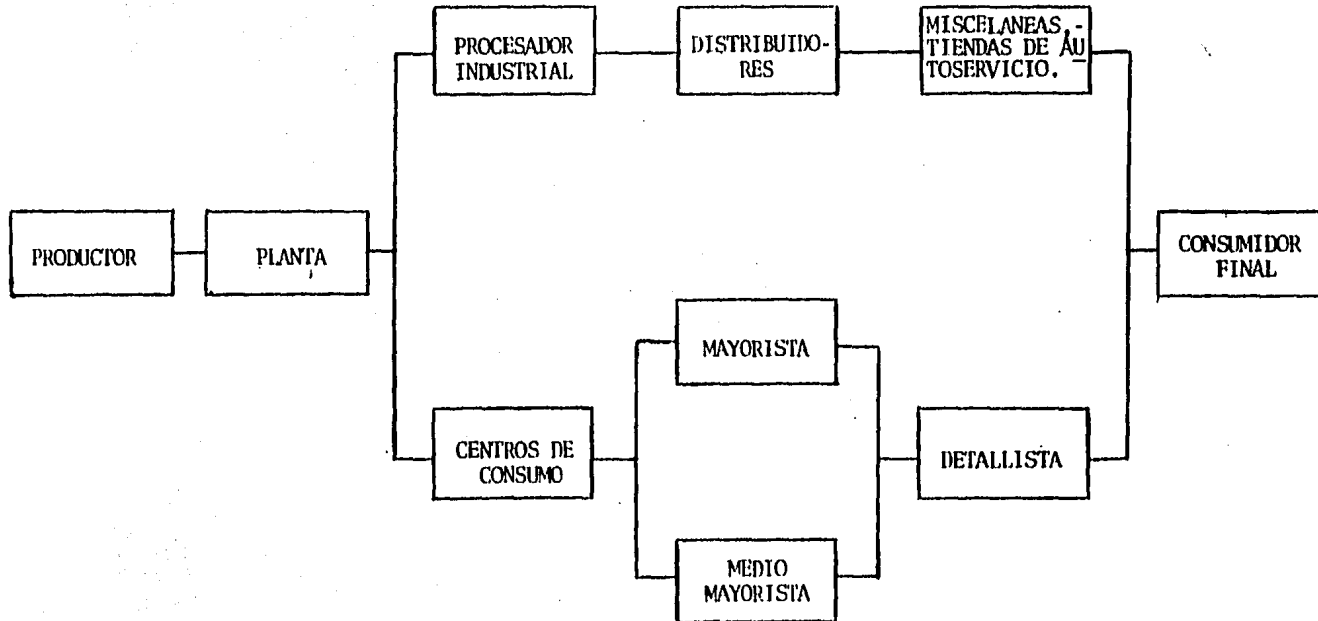 PROCESADOR
INDUSTRIAL
DISTRIBUIDO-
RES
MISCELANEAS,-
TIENDAS DE AU
TOSERVICIO.
PRODUCTOR
PLANTA
CONSUMIDOR
FINAL
MAYORISTA
CENTROS DE
CONSUMO
DETALLISTA
MEDIO
MAYORISTA